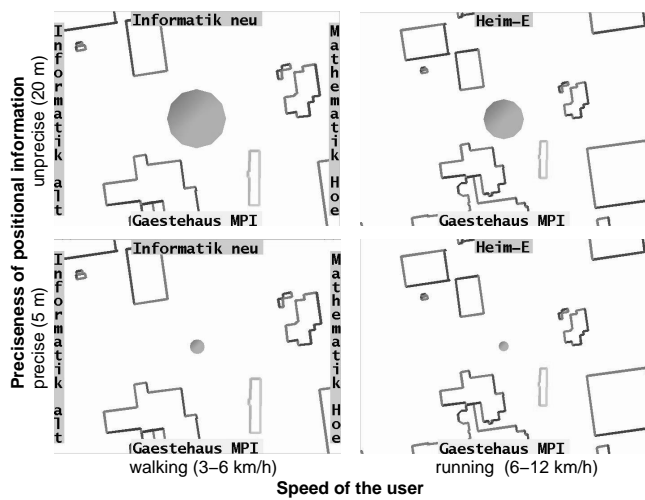 Preciseness of positional information
unprecise (20 m)
precise (5 m)
Informatik neu
Informatik alt
Mathematik Hoe
Gaestehaus MPI
Heim–E
Gaestehaus MPI
Informatik neu
Informatik alt
Mathematik Hoe
Gaestehaus MPI
Heim–E
Gaestehaus MPI
walking (3–6 km/h)
running (6–12 km/h)
Speed of the user